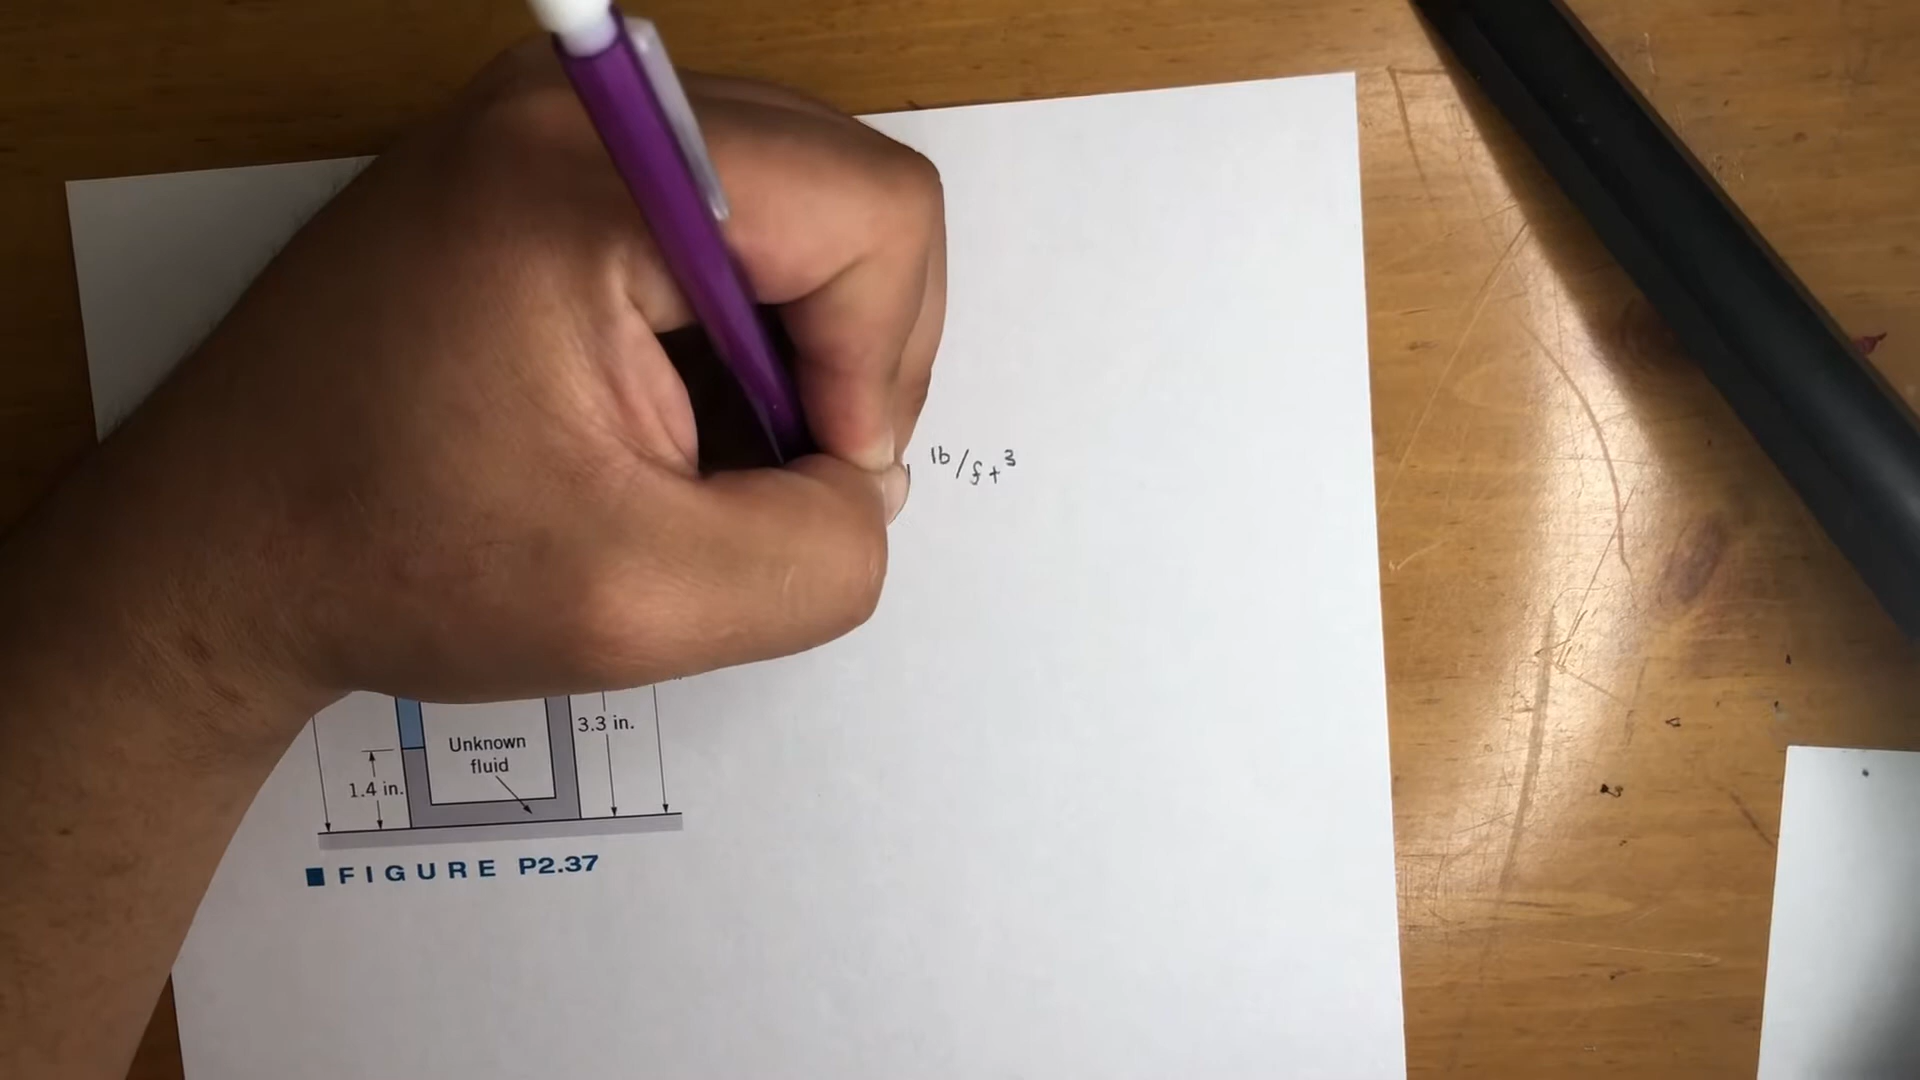 lb/ft³
3.3 in.
Unknown
fluid
1.4 in.
FIGURE P2.37